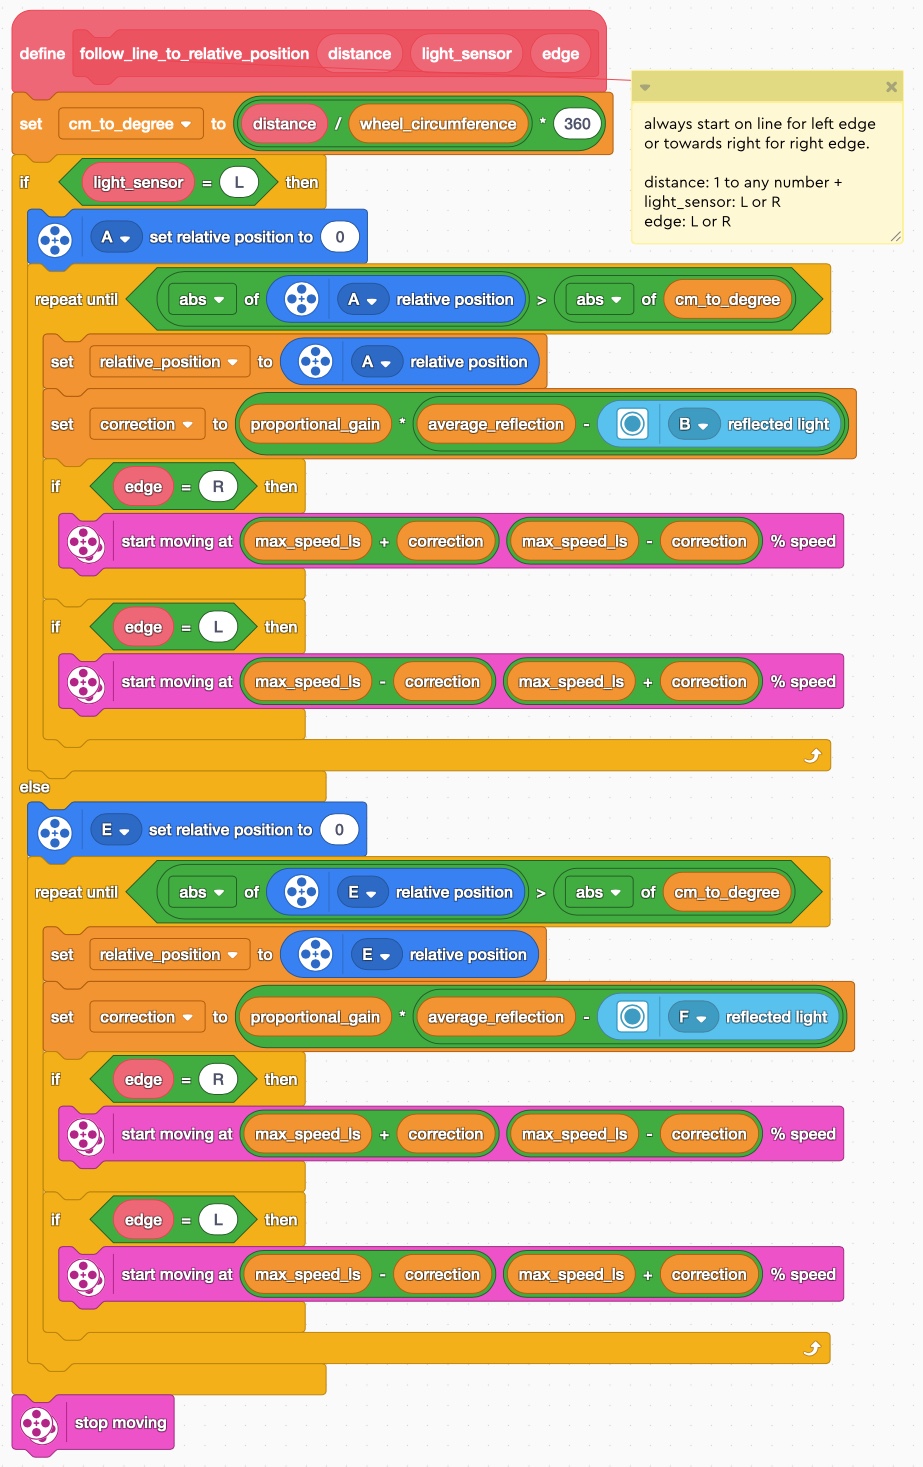 define follow_line_to_relative_position distance light_sensor edge
set cm_to_degree to distance / wheel_circumference * 360
always start on line for left edge
or towards right for right edge.
distance: 1 to any number +
light_sensor: L or R
edge: L or R
if light_sensor = L then
A set relative position to 0
repeat until abs of A relative position > abs of cm_to_degree
set relative_position to A relative position
set correction to proportional_gain * average_reflection - B reflected light
if edge = R then
start moving at max_speed_ls + correction max_speed_ls - correction % speed
if edge = L then
start moving at max_speed_ls - correction max_speed_ls + correction % speed
else
E set relative position to 0
repeat until abs of E relative position > abs of cm_to_degree
set relative_position to E relative position
set correction to proportional_gain * average_reflection - F reflected light
if edge = R then
start moving at max_speed_ls + correction max_speed_ls - correction % speed
if edge = L then
start moving at max_speed_ls - correction max_speed_ls + correction % speed
stop moving